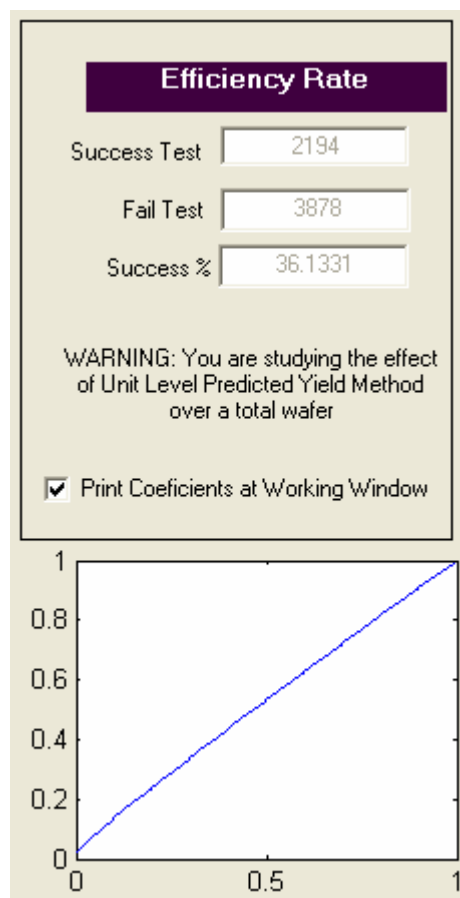 Efficiency Rate
Success Test 2194
Fail Test 3878
Success % 36.1331
WARNING: You are studying the effect
of Unit Level Predicted Yield Method
over a total wafer
Print Coeficients at Working Window
1
0.8
0.6
0.4
0.2
0
0 0.5 1